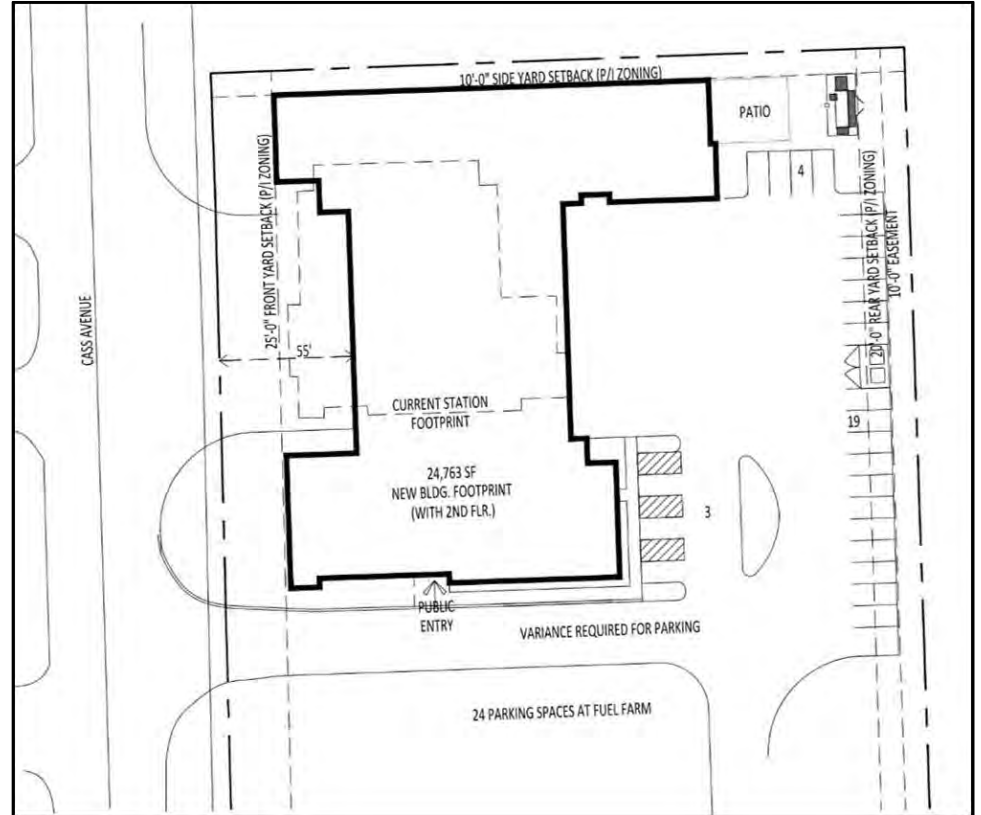 10'-0" SIDE YARD SETBACK (P/I ZONING)
PATIO
4
25'-0" FRONT YARD SETBACK (P/I ZONING)
20'-0" REAR YARD SETBACK (P/I ZONING)
10'-0" EASEMENT
CASS AVENUE
55'
CURRENT STATION
FOOTPRINT
19
24,763 SF
NEW BLDG. FOOTPRINT
(WITH 2ND FLR.)
3
PUBLIC
ENTRY
VARIANCE REQUIRED FOR PARKING
24 PARKING SPACES AT FUEL FARM